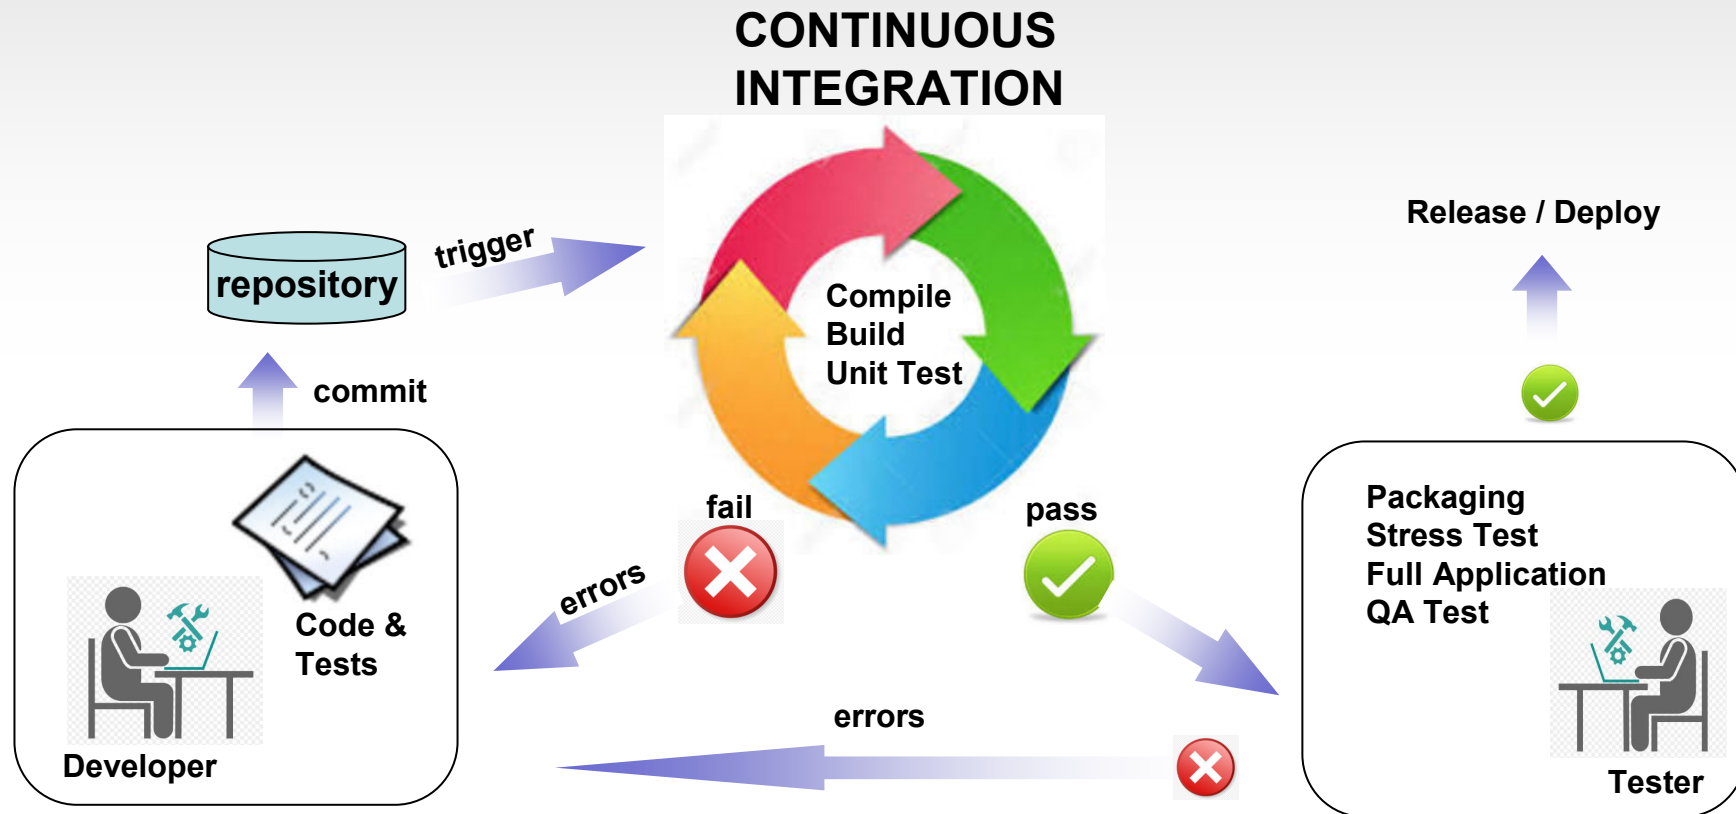 CONTINUOUS
INTEGRATION
Release / Deploy
trigger
repository
Compile
Build
Unit Test
commit
fail
pass
Packaging
Stress Test
Full Application
QA Test
errors
Code &
Tests
errors
Developer
Tester